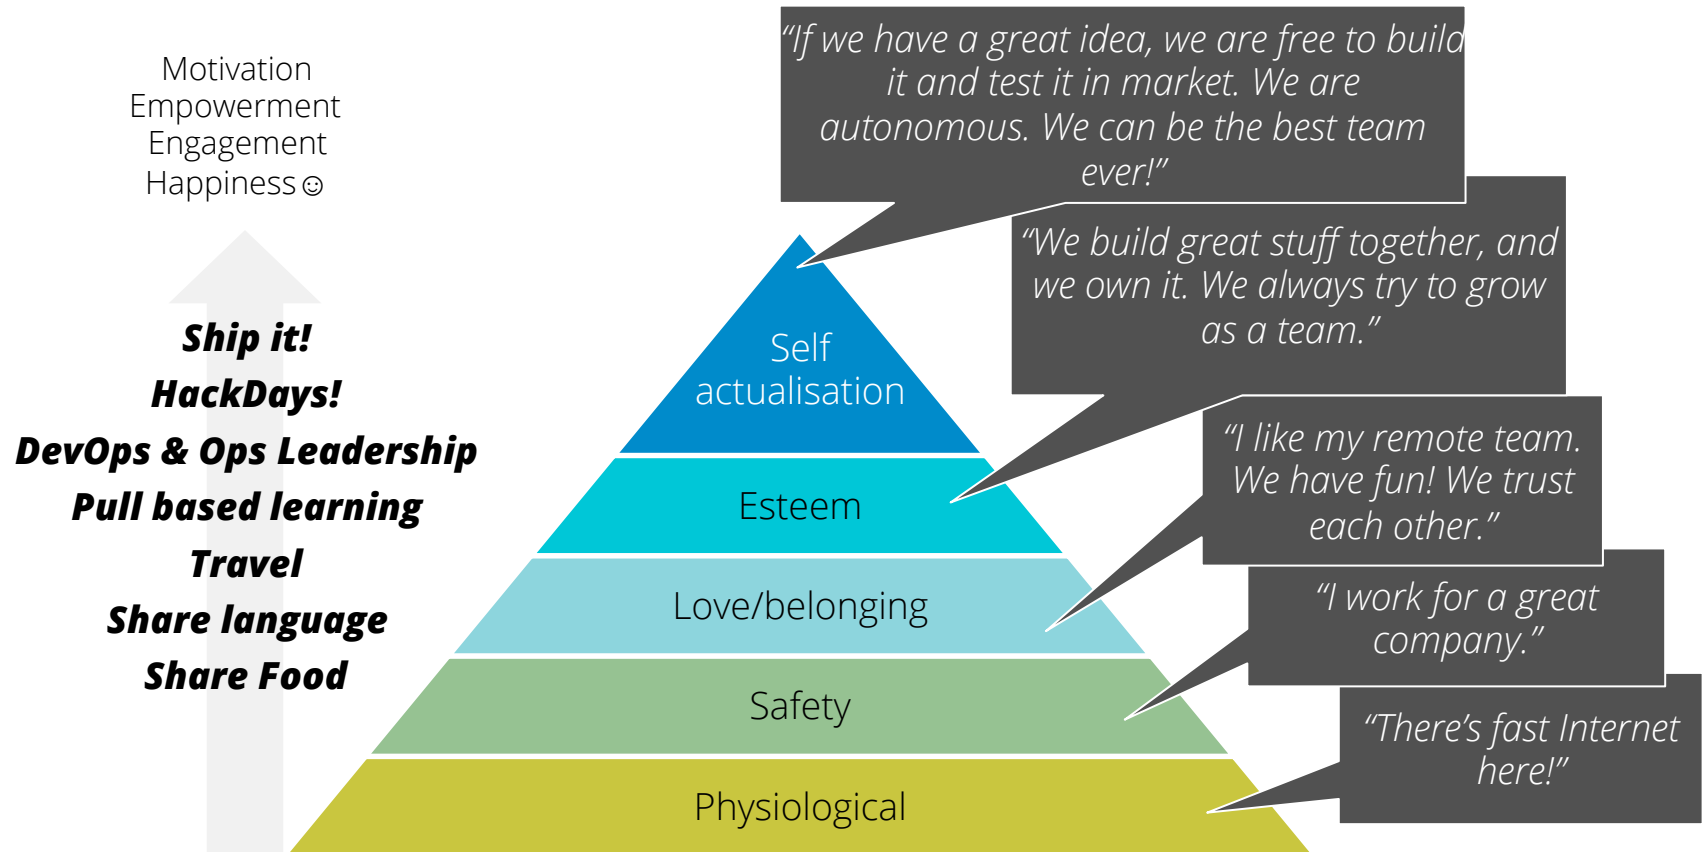 Motivation
Empowerment
Engagement
Happiness☺
Ship it!
HackDays!
DevOps & Ops Leadership
Pull based learning
Travel
Share language
Share Food
Self
actualisation
Esteem
Love/belonging
Safety
Physiological
“If we have a great idea, we are free to build
it and test it in market. We are
autonomous. We can be the best team
ever!”
“We build great stuff together, and
we own it. We always try to grow
as a team.”
“I like my remote team.
We have fun! We trust
each other.”
“I work for a great
company.”
“There’s fast Internet
here!”